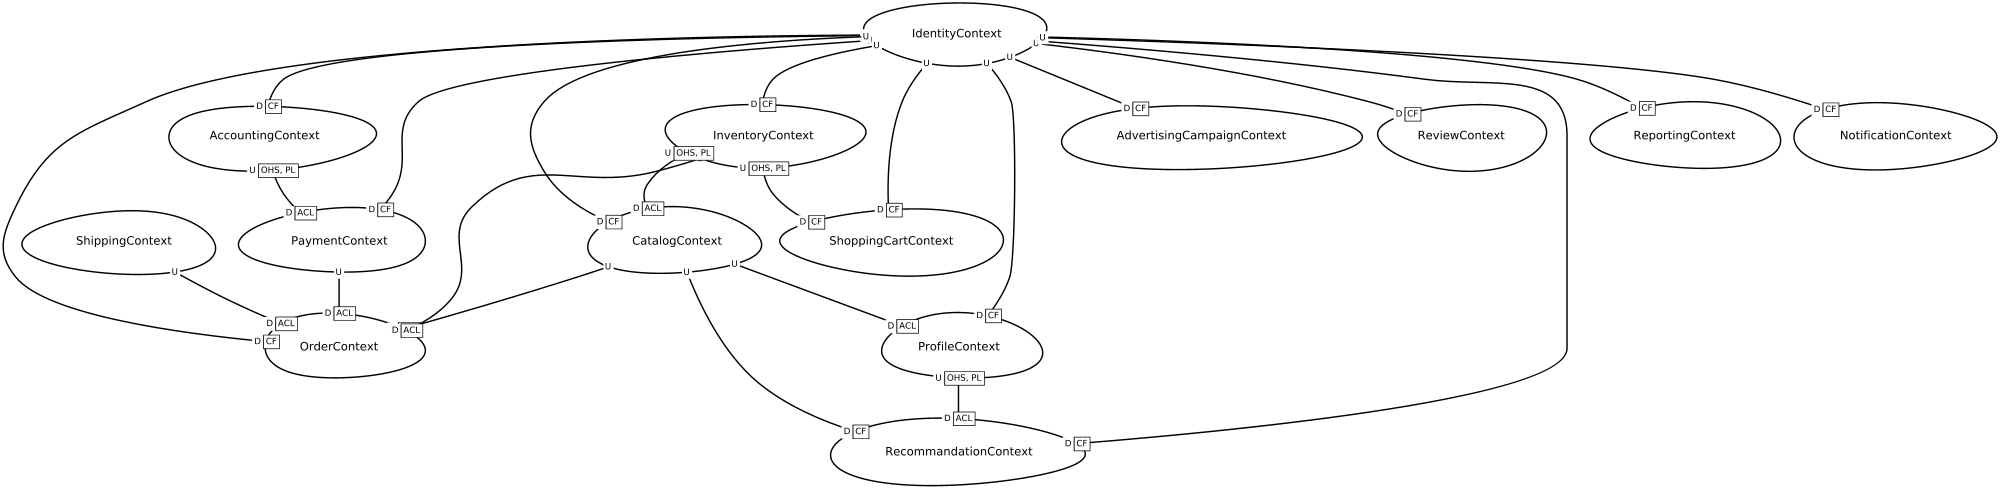 IdentityContext
U U U U U U U U
D CF D CF D CF D CF D CF D CF
AccountingContext InventoryContext AdvertisingCampaignContext ReviewContext ReportingContext NotificationContext
U OHS, PL U OHS, PL U OHS, PL
D ACL D CF D CF D ACL D CF D CF
ShippingContext PaymentContext CatalogContext ShoppingCartContext
U U U U U
D ACL D ACL D ACL D ACL D CF
D CF OrderContext ProfileContext
U OHS, PL
D CF D ACL D CF
RecommandationContext